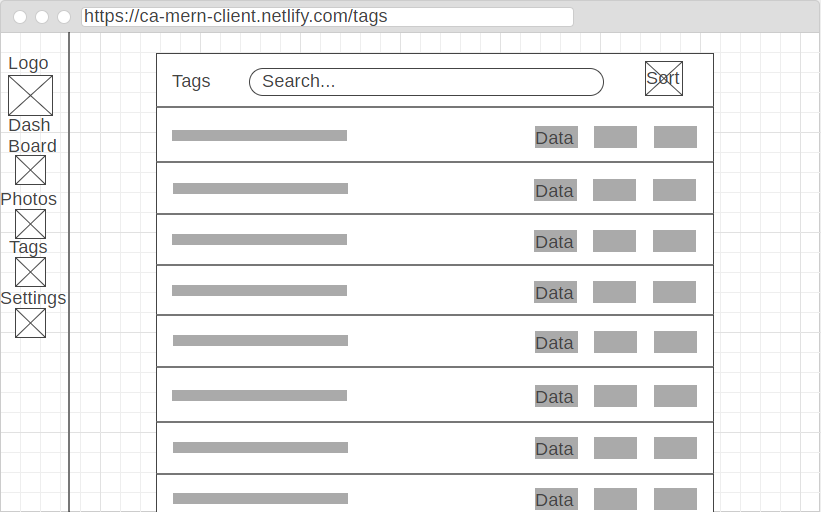 https://ca-mern-client.netlify.com/tags
Logo
Dash
Board
Photos
Tags
Settings
Tags
Search...
Sort
Data
Data
Data
Data
Data
Data
Data
Data